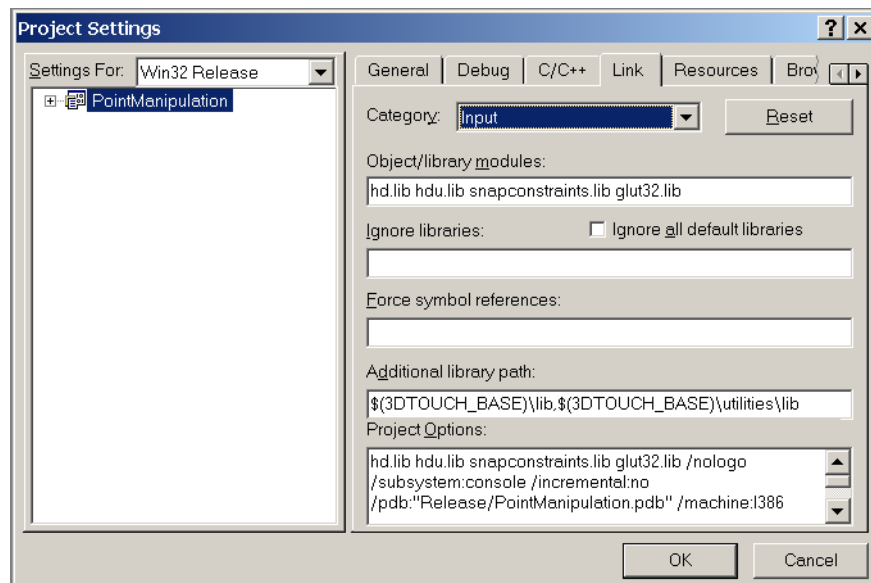 Project Settings
Settings For: Win32 Release
PointManipulation
General Debug C/C++ Link Resources
Category: Input Reset
Object/library modules:
hd.lib hdu.lib snapconstraints.lib glut32.lib
Ignore libraries: Ignore all default libraries
Force symbol references:
Additional library path:
$(3DTOUCH_BASE)\lib,$(3DTOUCH_BASE)\utilities\lib
Project Options:
hd.lib hdu.lib snapconstraints.lib glut32.lib /nologo
/subsystem:console /incremental:no
/pdb:"Release/PointManipulation.pdb" /machine:I386
OK Cancel